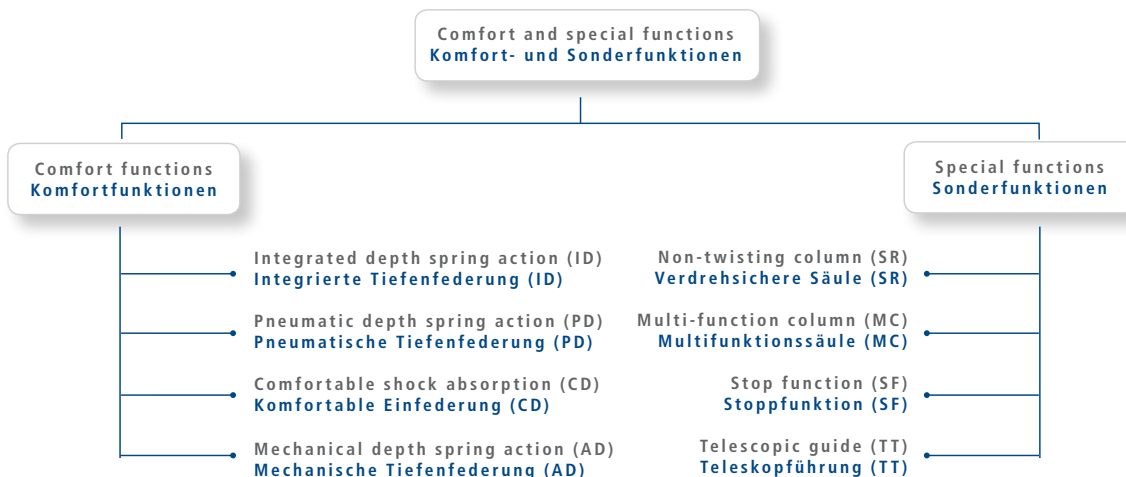 Comfort and special functions
Komfort- und Sonderfunktionen
Comfort functions
Komfortfunktionen
Special functions
Sonderfunktionen
Integrated depth spring action (ID)
Integrierte Tiefenfederung (ID)
Pneumatic depth spring action (PD)
Pneumatische Tiefenfederung (PD)
Comfortable shock absorption (CD)
Komfortable Einfederung (CD)
Mechanical depth spring action (AD)
Mechanische Tiefenfederung (AD)
Non-twisting column (SR)
Verdrehsichere Säule (SR)
Multi-function column (MC)
Multifunktionssäule (MC)
Stop function (SF)
Stoppfunktion (SF)
Telescopic guide (TT)
Teleskopführung (TT)